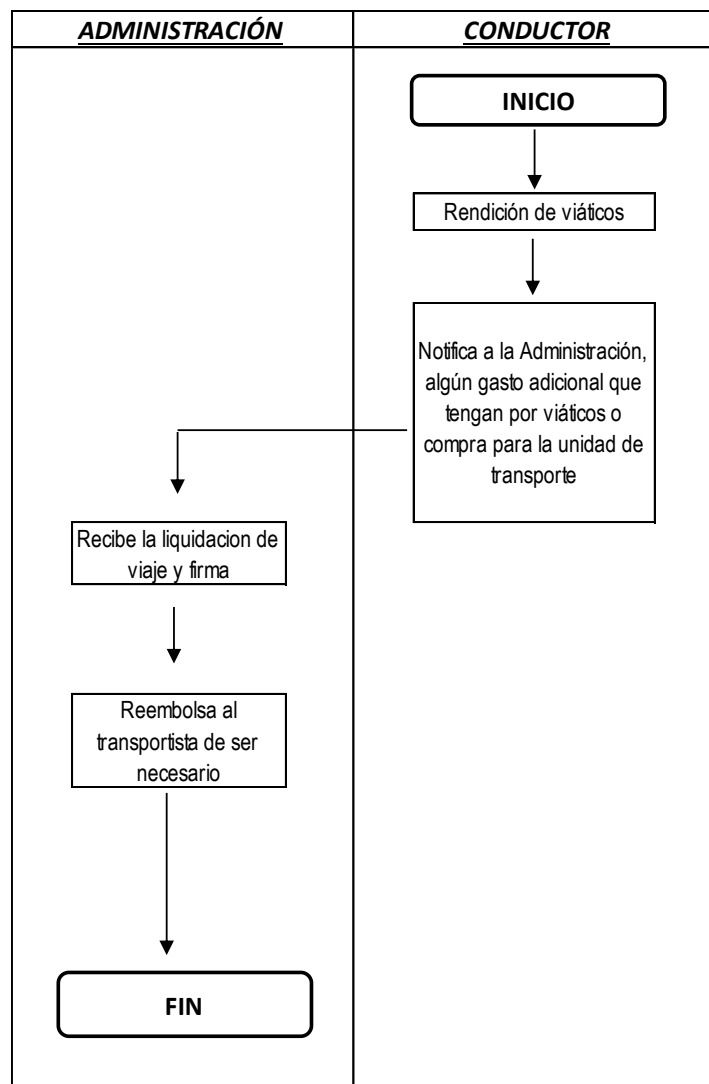 ADMINISTRACIÓN
CONDUCTOR
INICIO
Rendición de viáticos
Notifica a la Administración,
algún gasto adicional que
tengan por viáticos o
compra para la unidad de
transporte
Recibe la liquidacion de
viaje y firma
Reembolsa al
transportista de ser
necesario
FIN